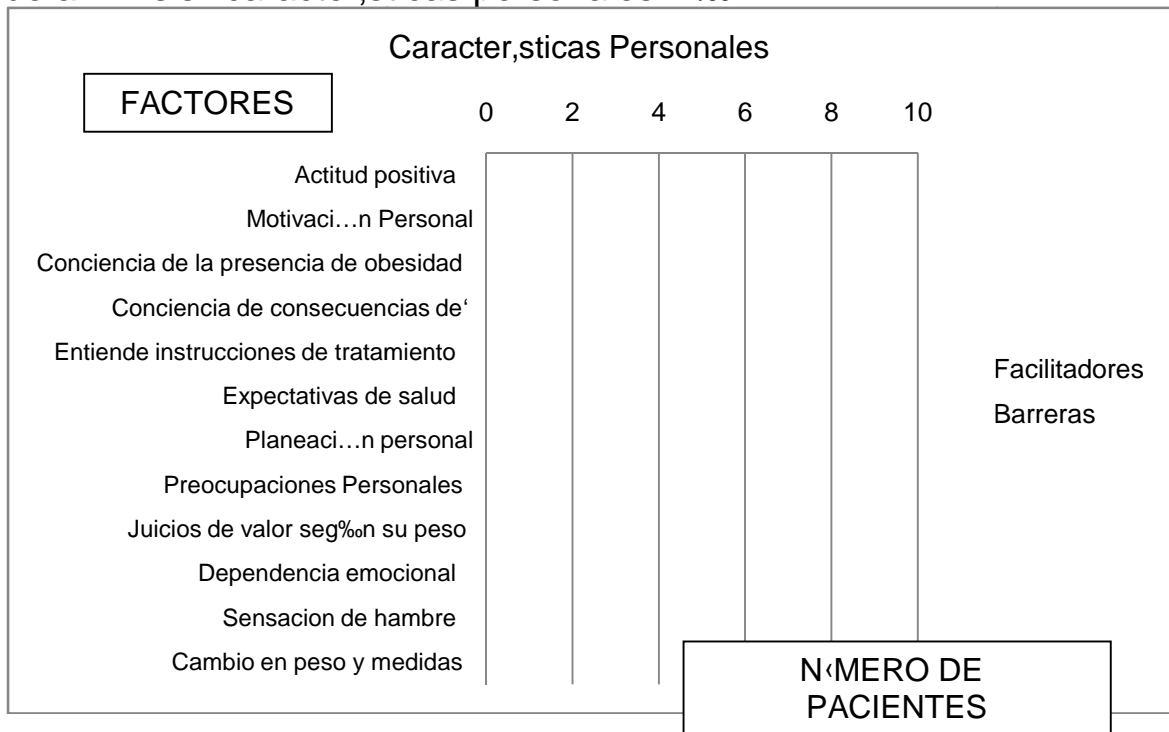 Caracter,sticas Personales
FACTORES
0 2 4 6 8 10
Actitud positiva
Motivaci…n Personal
Conciencia de la presencia de obesidad
Conciencia de consecuencias de‘
Entiende instrucciones de tratamiento
Expectativas de salud
Planeaci…n personal
Preocupaciones Personales
Juicios de valor seg‰n su peso
Dependencia emocional
Sensacion de hambre
Cambio en peso y medidas
Facilitadores
Barreras
N‹MERO DE
PACIENTES